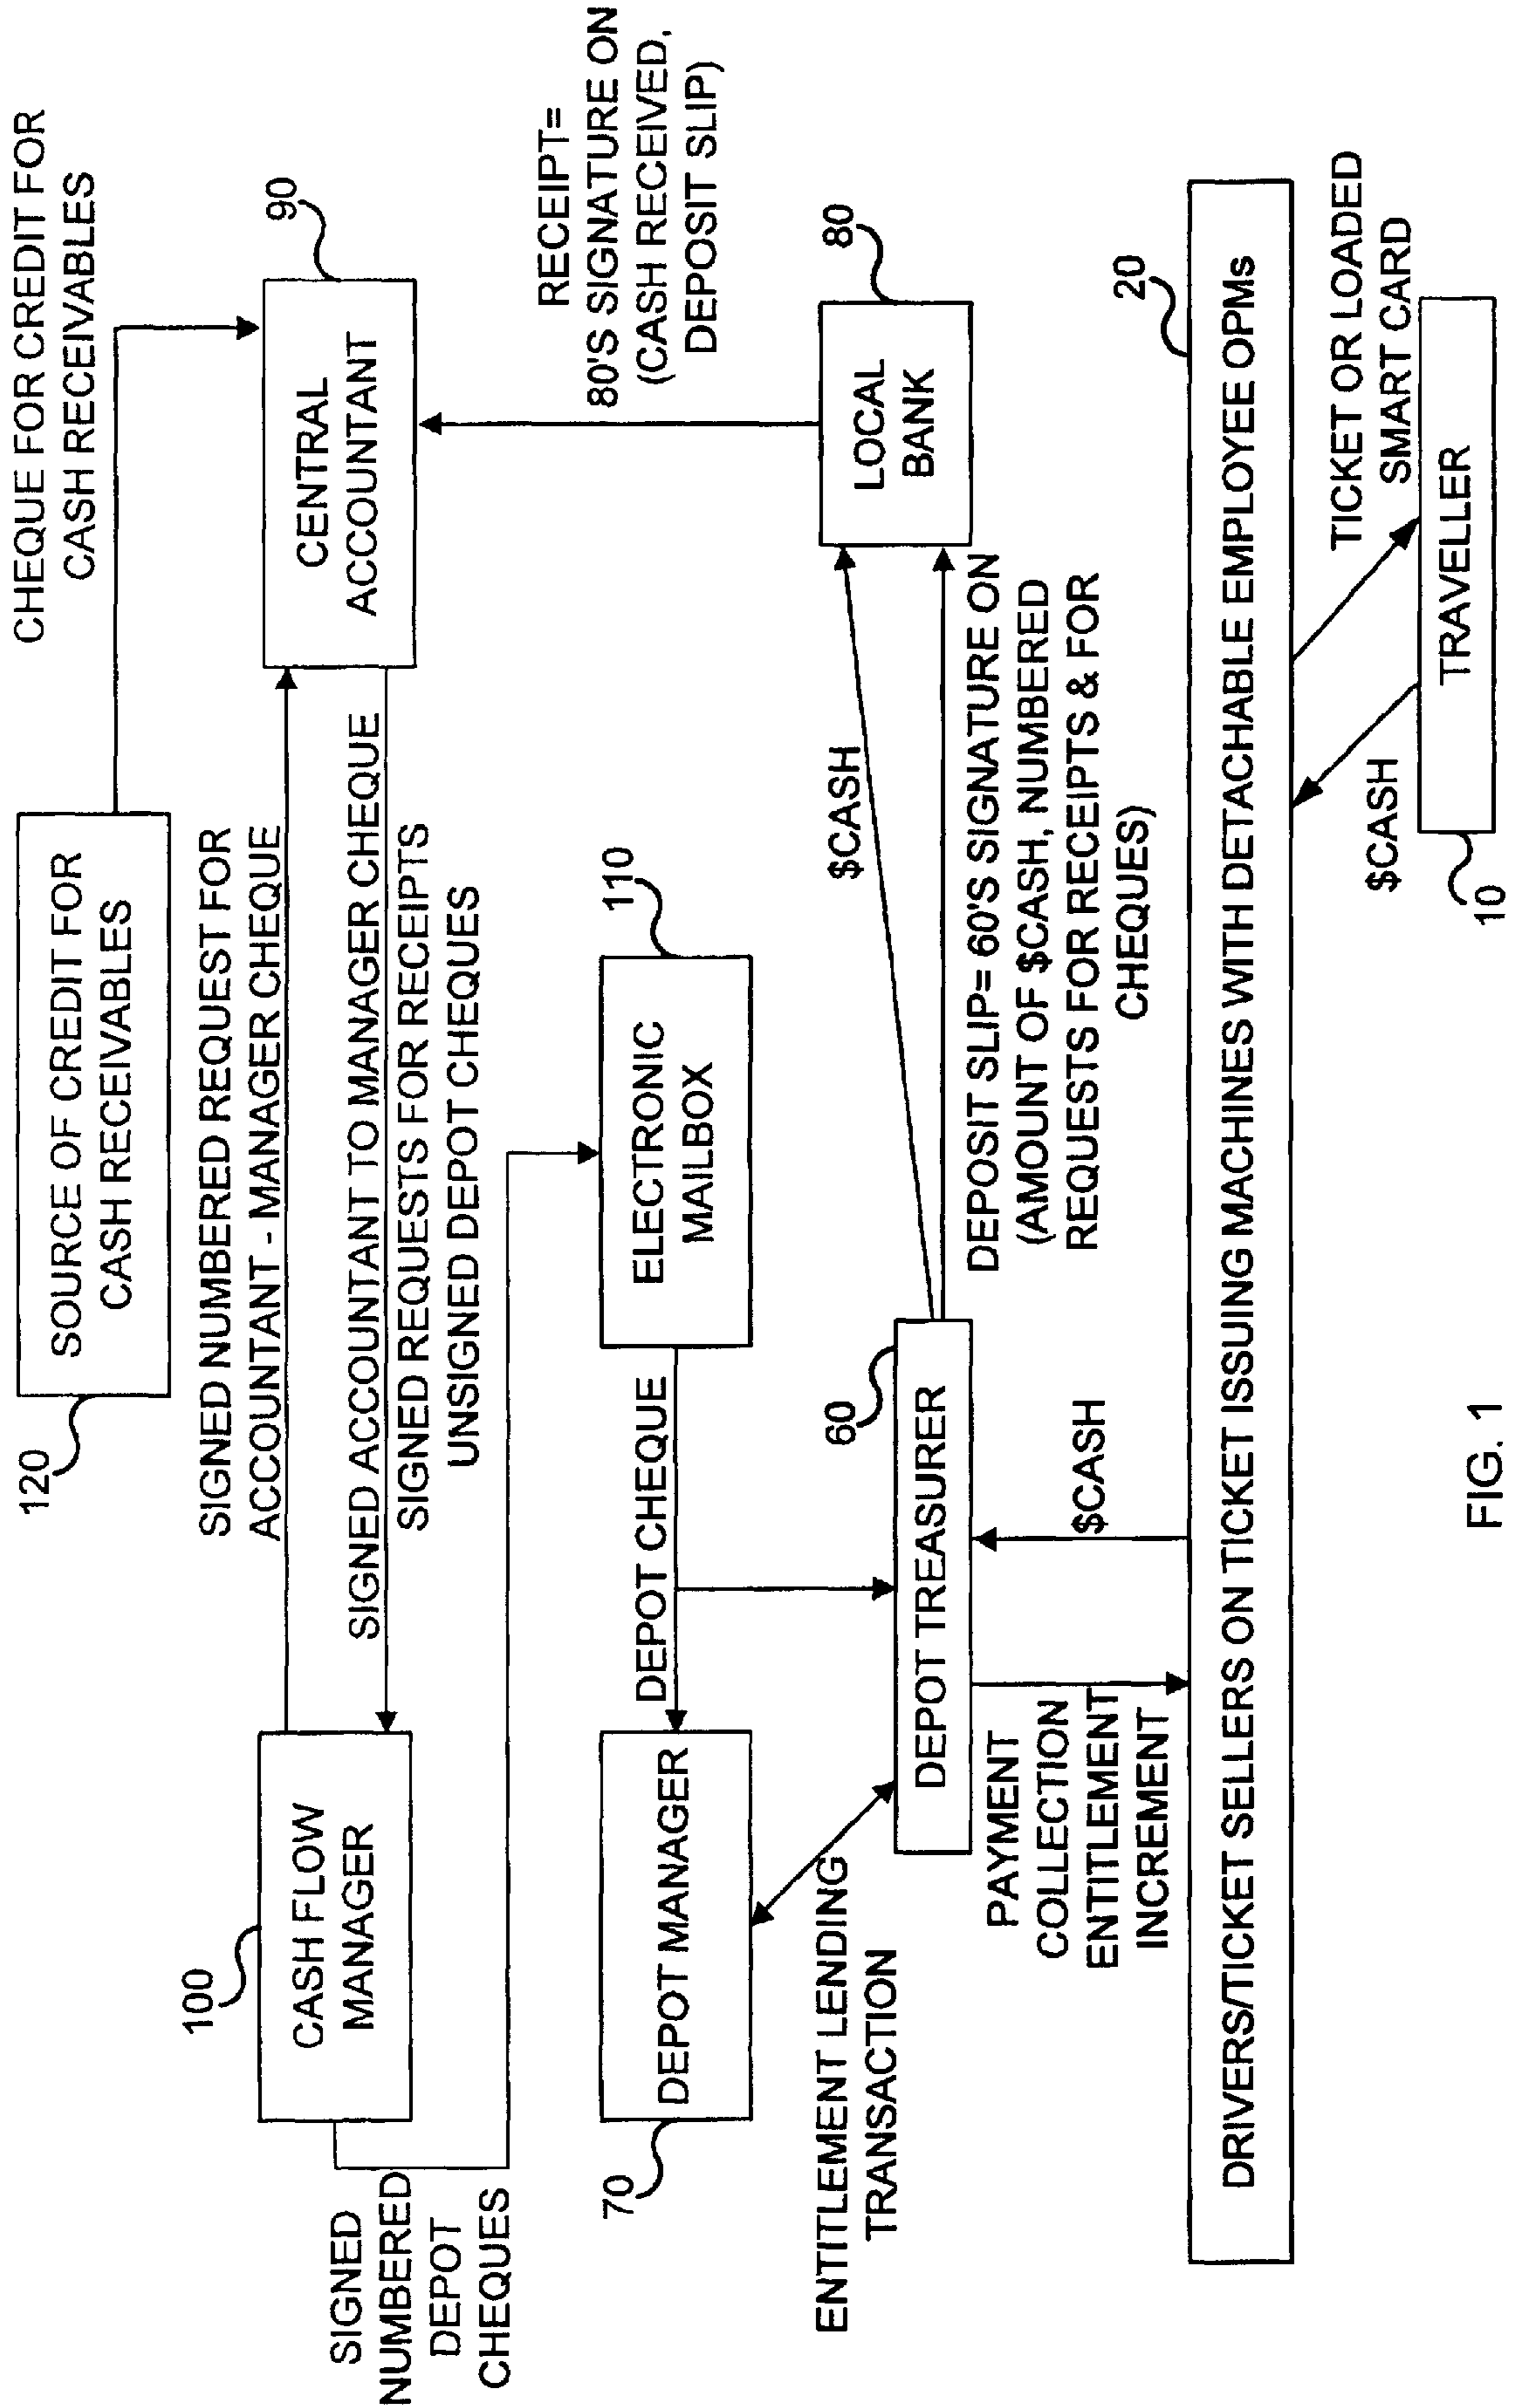 120
SOURCE OF CREDIT FOR
CASH RECEIVABLES
CHEQUE FOR CREDIT FOR
CASH RECEIVABLES
SIGNED NUMBERED REQUEST FOR
ACCOUNTANT - MANAGER CHEQUE
100
CASH FLOW
MANAGER
90
CENTRAL
ACCOUNTANT
SIGNED ACCOUNTANT TO MANAGER CHEQUE
SIGNED REQUESTS FOR RECEIPTS
UNSIGNED DEPOT CHEQUES
SIGNED
NUMBERED
DEPOT
CHEQUES
RECEIPT=
80'S SIGNATURE ON
(CASH RECEIVED,
DEPOSIT SLIP)
110
ELECTRONIC
MAILBOX
70
DEPOT MANAGER
DEPOT CHEQUE
80
LOCAL
BANK
$CASH
ENTITLEMENT LENDING
TRANSACTION
60
DEPOT TREASURER
DEPOSIT SLIP= 60'S SIGNATURE ON
(AMOUNT OF $CASH, NUMBERED
REQUESTS FOR RECEIPTS & FOR
CHEQUES)
PAYMENT
COLLECTION
ENTITLEMENT
INCREMENT
$CASH
20
DRIVERS/TICKET SELLERS ON TICKET ISSUING MACHINES WITH DETACHABLE EMPLOYEE OPMs
$CASH
TICKET OR LOADED
SMART CARD
10
TRAVELLER
FIG. 1